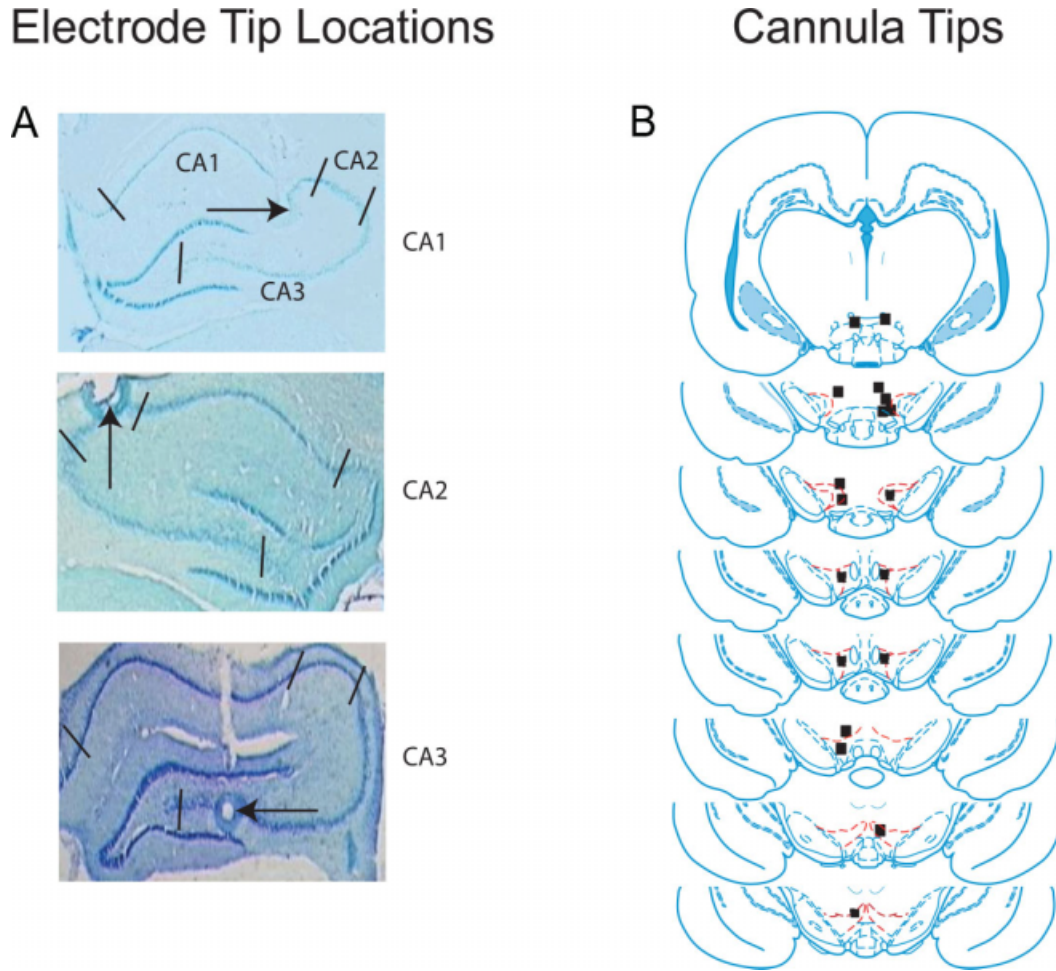 Electrode Tip Locations
Cannula Tips
A
B
CA1
CA2
CA1
CA3
CA2
CA3